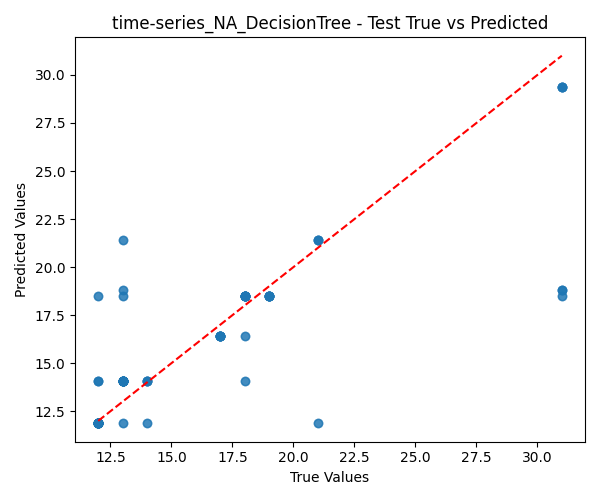 time-series_NA_DecisionTree - Test True vs Predicted
30.0
27.5
25.0
22.5
20.0
17.5
15.0
12.5
Predicted Values
12.5 15.0 17.5 20.0 22.5 25.0 27.5 30.0
True Values